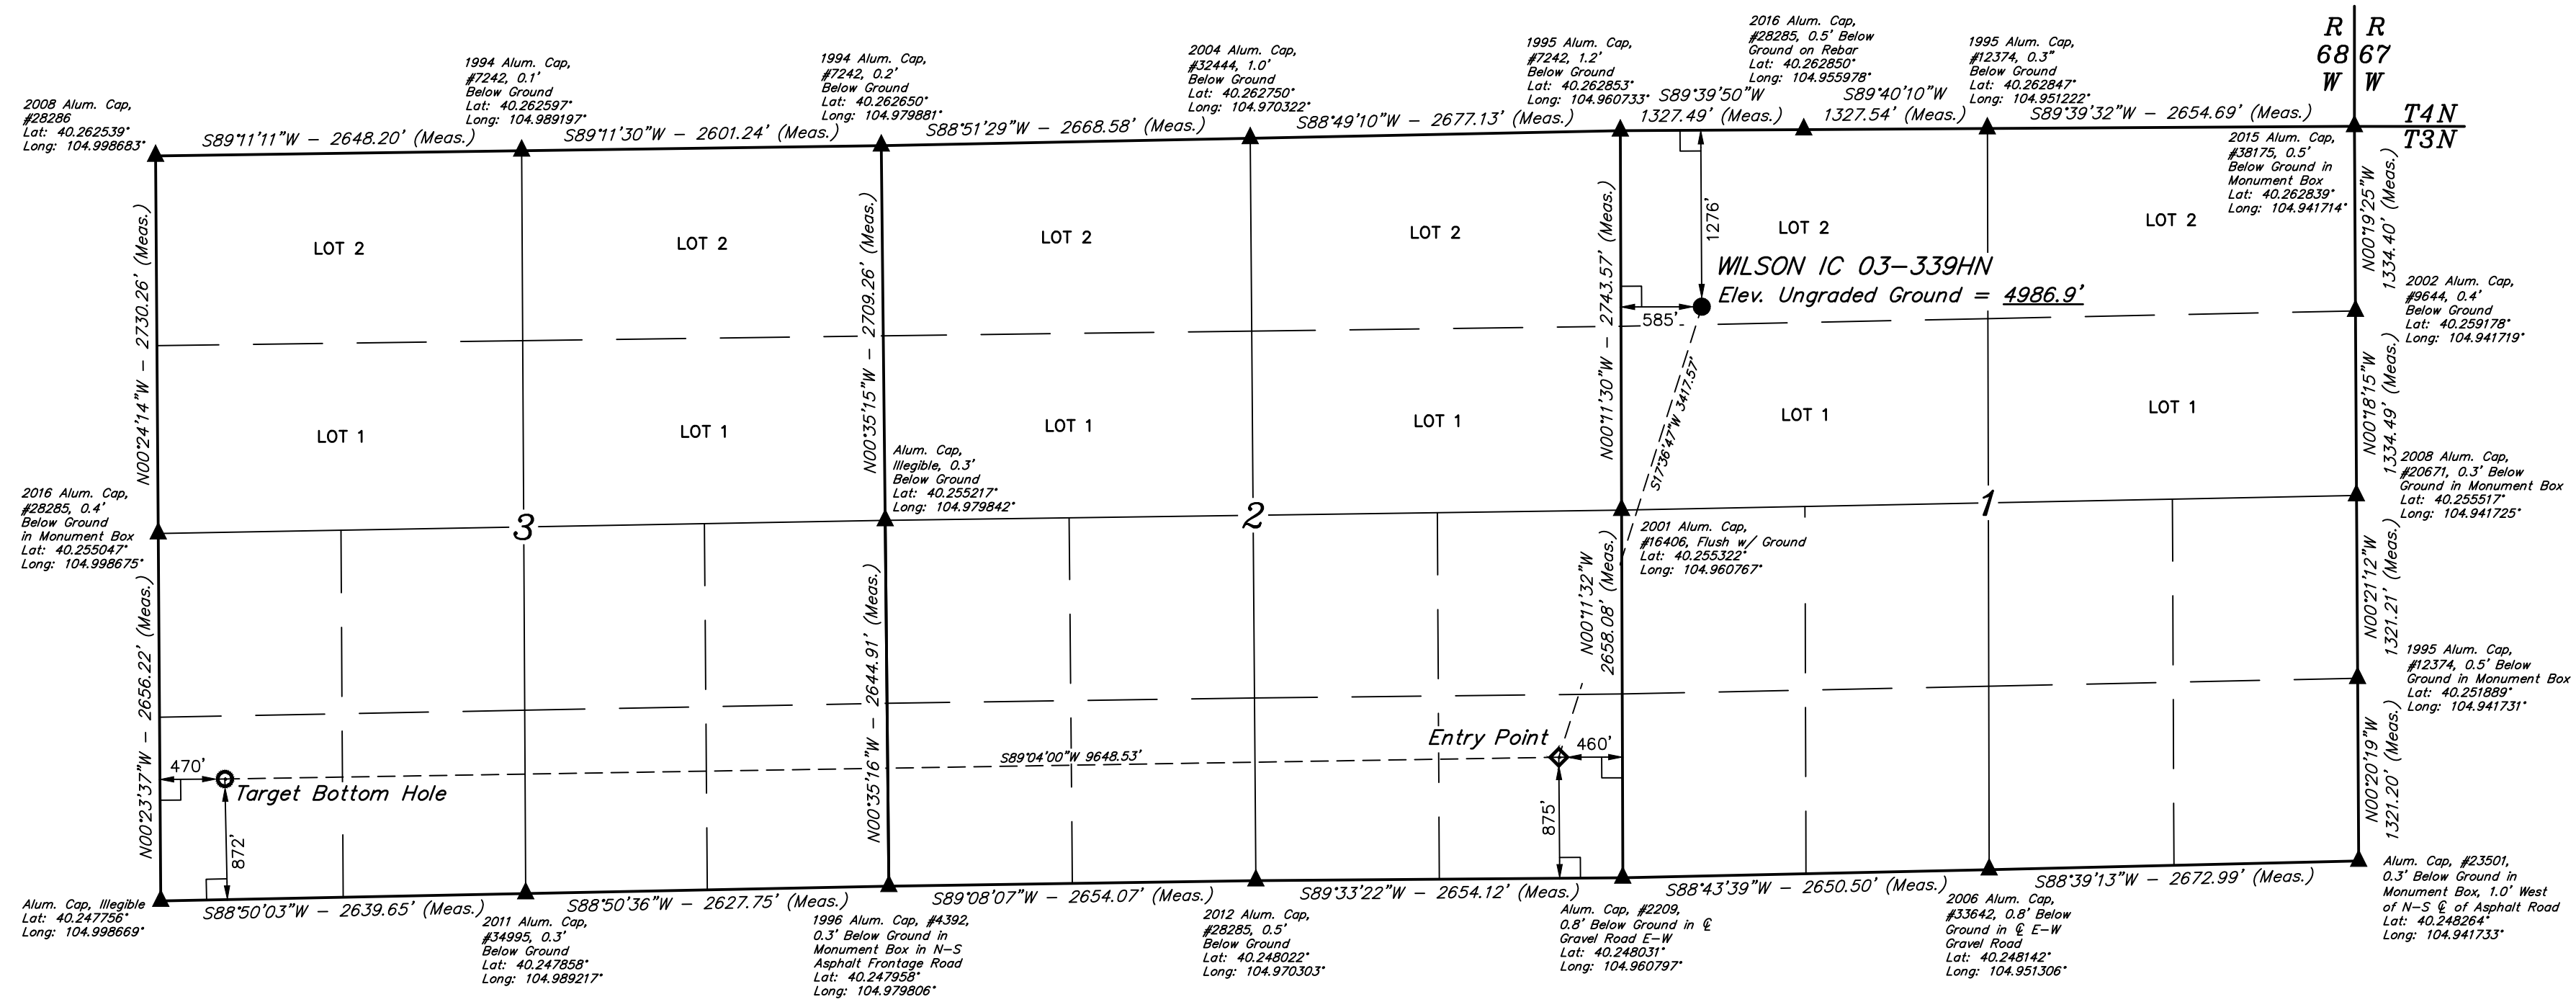 R | R
68 | 67
W | W
T4N
T3N
2008 Alum. Cap,
#28286
Lat: 40.262539°
Long: 104.998683°
1994 Alum. Cap,
#7242, 0.1'
Below Ground
Lat: 40.262597°
Long: 104.989197°
1994 Alum. Cap,
#7242, 0.2'
Below Ground
Lat: 40.262650°
Long: 104.979881°
2004 Alum. Cap,
#32444, 1.0'
Below Ground
Lat: 40.262750°
Long: 104.970322°
1995 Alum. Cap,
#7242, 1.2'
Below Ground
Lat: 40.262853°
Long: 104.960733°
2016 Alum. Cap,
#28285, 0.5' Below
Ground on Rebar
Lat: 40.262850°
Long: 104.955978°
1995 Alum. Cap,
#12374, 0.3"
Below Ground
Lat: 40.262847°
Long: 104.951222°
S89°11'11"W – 2648.20' (Meas.)
S89°11'30"W – 2601.24' (Meas.)
S88°51'29"W – 2668.58' (Meas.)
S88°49'10"W – 2677.13' (Meas.)
S89°39'50"W
1327.49' (Meas.)
S89°40'10"W
1327.54' (Meas.)
S89°39'32"W – 2654.69' (Meas.)
2015 Alum. Cap,
#38175, 0.5'
Below Ground in
Monument Box
Lat: 40.262839°
Long: 104.941714°
N00°24'14"W – 2730.26' (Meas.)
N00°35'15"W – 2709.26' (Meas.)
N00°11'30"W – 2743.57' (Meas.)
N00°19'25"W
1334.40' (Meas.)
LOT 2
LOT 2
LOT 2
LOT 2
LOT 2
LOT 2
1276'
WILSON IC 03–339HN
Elev. Ungraded Ground = 4986.9'
585'
2002 Alum. Cap,
#9644, 0.4'
Below Ground
Lat: 40.259178°
Long: 104.941719°
N00°18'15"W
1334.49' (Meas.)
S17°36'47"W 3417.57'
LOT 1
LOT 1
LOT 1
LOT 1
LOT 1
LOT 1
Alum. Cap,
Illegible, 0.3'
Below Ground
Lat: 40.255217°
Long: 104.979842°
2016 Alum. Cap,
#28285, 0.4'
Below Ground
in Monument Box
Lat: 40.255047°
Long: 104.998675°
2008 Alum. Cap,
#20671, 0.3' Below
Ground in Monument Box
Lat: 40.255517°
Long: 104.941725°
3
2
1
2001 Alum. Cap,
#16406, Flush w/ Ground
Lat: 40.255322°
Long: 104.960767°
N00°23'37"W – 2656.22' (Meas.)
N00°35'16"W – 2644.91' (Meas.)
N00°11'32"W
2658.08' (Meas.)
N00°21'12"W
1321.21' (Meas.)
1995 Alum. Cap,
#12374, 0.5' Below
Ground in Monument Box
Lat: 40.251889°
Long: 104.941731°
N00°20'19"W
1321.20' (Meas.)
Entry Point
460'
S89°04'00"W 9648.53'
470'
Target Bottom Hole
872'
875'
S88°50'03"W – 2639.65' (Meas.)
S88°50'36"W – 2627.75' (Meas.)
S89°08'07"W – 2654.07' (Meas.)
S89°33'22"W – 2654.12' (Meas.)
S88°43'39"W – 2650.50' (Meas.)
S88°39'13"W – 2672.99' (Meas.)
Alum. Cap, Illegible
Lat: 40.247756°
Long: 104.998669°
2011 Alum. Cap,
#34995, 0.3'
Below Ground
Lat: 40.247858°
Long: 104.989217°
1996 Alum. Cap, #4392,
0.3' Below Ground in
Monument Box in N–S
Asphalt Frontage Road
Lat: 40.247958°
Long: 104.979806°
2012 Alum. Cap,
#28285, 0.5'
Below Ground
Lat: 40.248022°
Long: 104.970303°
Alum. Cap, #2209,
0.8' Below Ground in ℄
Gravel Road E–W
Lat: 40.248031°
Long: 104.960797°
2006 Alum. Cap,
#33642, 0.8' Below
Ground in ℄ E–W
Gravel Road
Lat: 40.248142°
Long: 104.951306°
Alum. Cap, #23501,
0.3' Below Ground in
Monument Box, 1.0' West
of N–S ℄ of Asphalt Road
Lat: 40.248264°
Long: 104.941733°